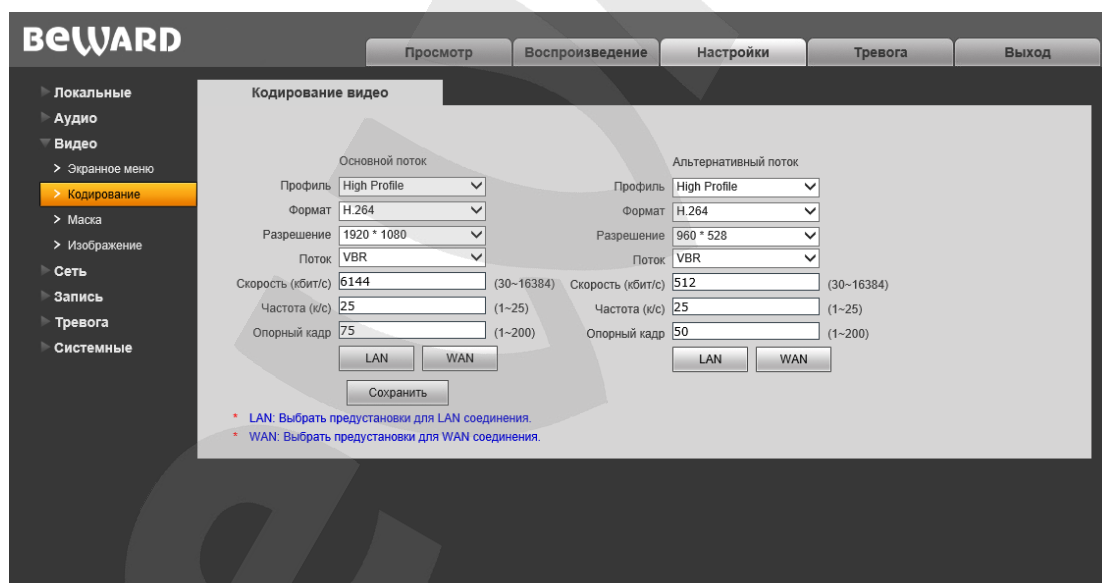 BEWARD
Просмотр Воспроизведение Настройки Тревога Выход
Локальные
Аудио
Видео
> Экранное меню
> Кодирование
> Маска
> Изображение
Сеть
Запись
Тревога
Системные
Кодирование видео
Основной поток
Профиль High Profile
Формат H.264
Разрешение 1920 * 1080
Поток VBR
Скорость (кбит/с) 6144 (30~16384)
Частота (к/с) 25 (1~25)
Опорный кадр 75 (1~200)
LAN WAN
Альтернативный поток
Профиль High Profile
Формат H.264
Разрешение 960 * 528
Поток VBR
Скорость (кбит/с) 512 (30~16384)
Частота (к/с) 25 (1~25)
Опорный кадр 50 (1~200)
LAN WAN
Сохранить
* LAN: Выбрать предустановки для LAN соединения.
* WAN: Выбрать предустановки для WAN соединения.